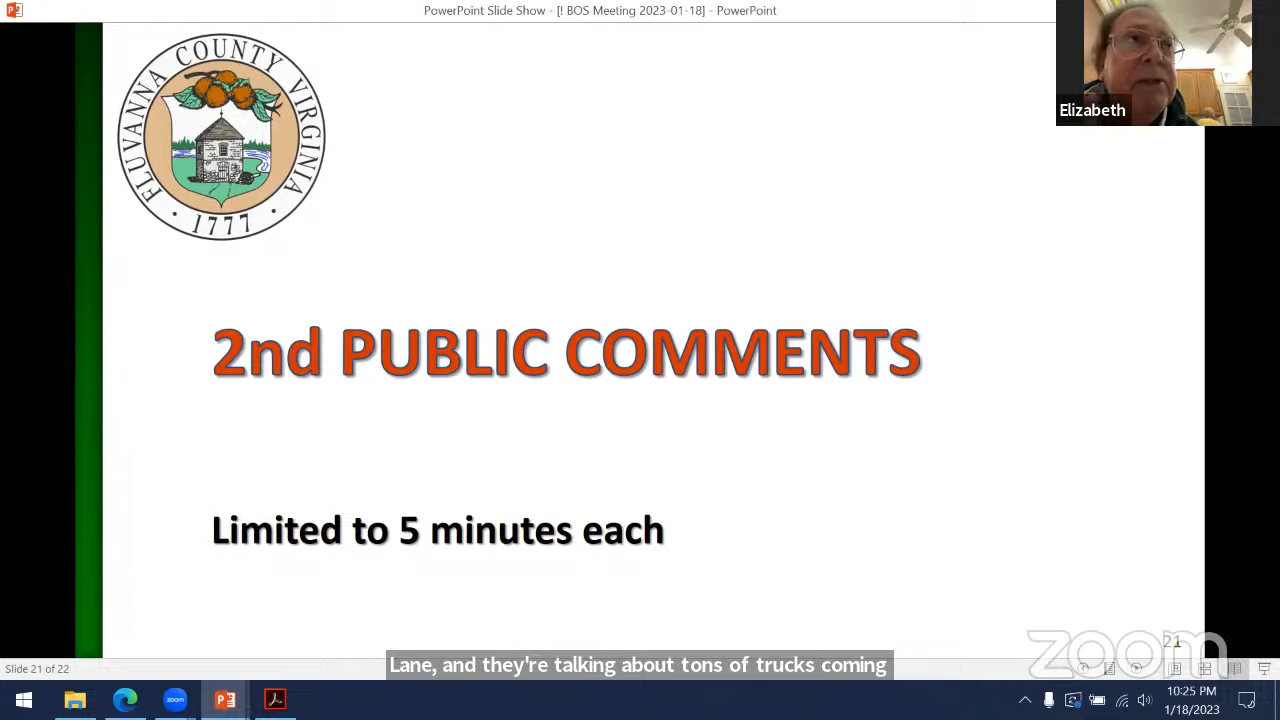 PowerPoint Slide Show - [! BOS Meeting 2023-01-18] - PowerPoint
FLUVANNA COUNTY VIRGINIA
· 1777 ·
Elizabeth
2nd PUBLIC COMMENTS
Limited to 5 minutes each
21
zoom
Lane, and they're talking about tons of trucks coming
Slide 21 of 22
zoom
10:25 PM
1/18/2023